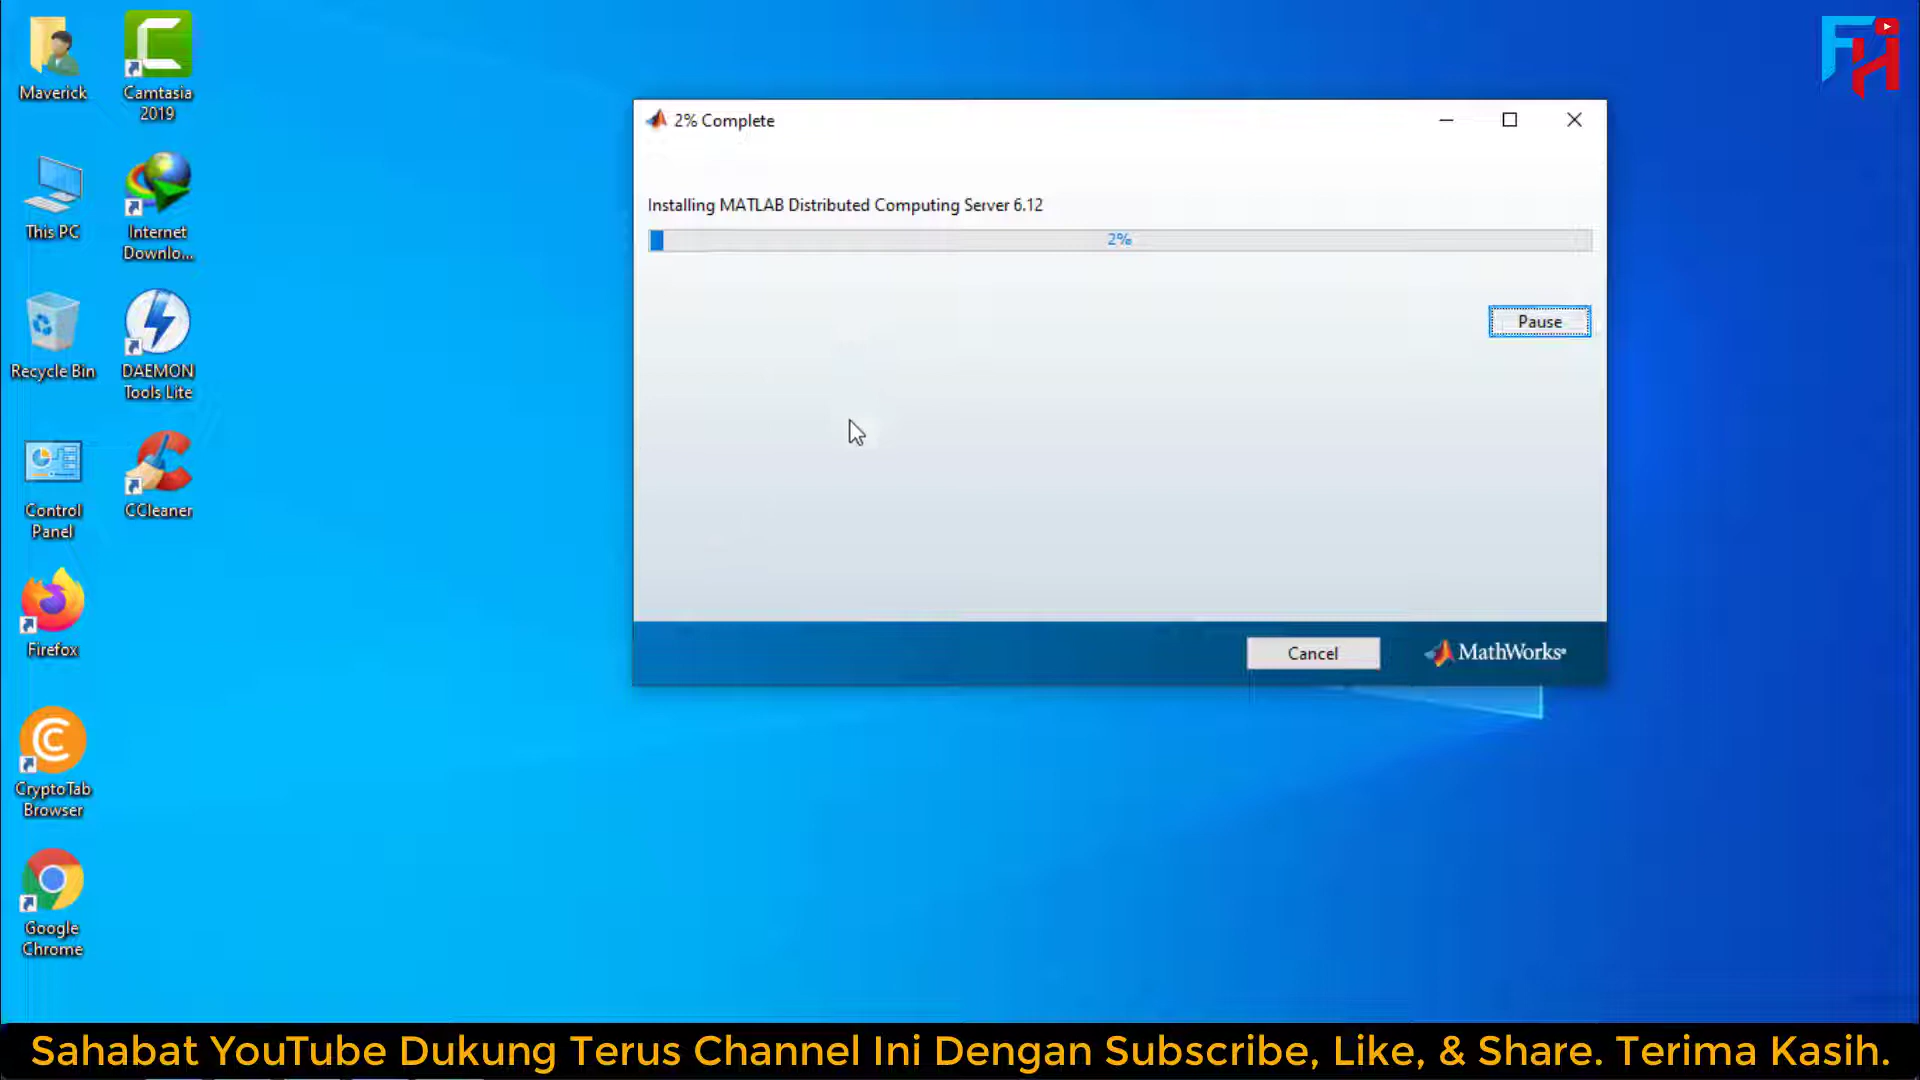 Maverick
Camtasia
2019
This PC
Internet
Downlo...
Recycle Bin
DAEMON
Tools Lite
Control
Panel
CCleaner
Firefox
CryptoTab
Browser
Google
Chrome
FH
2% Complete
Installing MATLAB Distributed Computing Server 6.12
2%
Pause
Cancel
MathWorks®
Sahabat YouTube Dukung Terus Channel Ini Dengan Subscribe, Like, & Share. Terima Kasih.